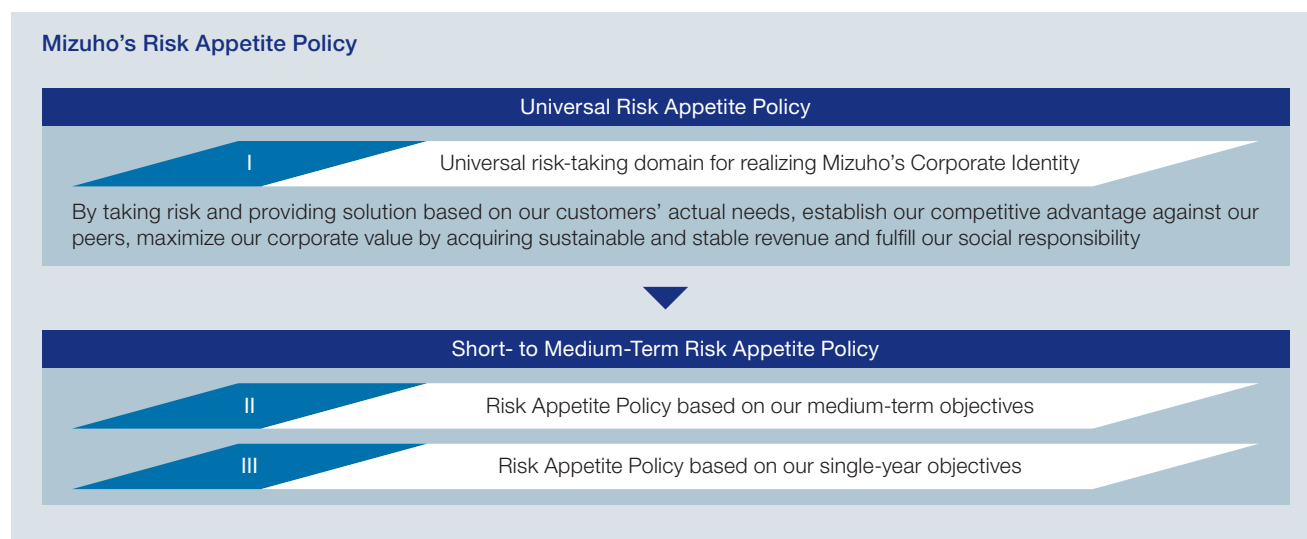 Mizuho’s Risk Appetite Policy
Universal Risk Appetite Policy
I
Universal risk-taking domain for realizing Mizuho’s Corporate Identity
By taking risk and providing solution based on our customers’ actual needs, establish our competitive advantage against our
peers, maximize our corporate value by acquiring sustainable and stable revenue and fulfill our social responsibility
Short- to Medium-Term Risk Appetite Policy
II
Risk Appetite Policy based on our medium-term objectives
III
Risk Appetite Policy based on our single-year objectives